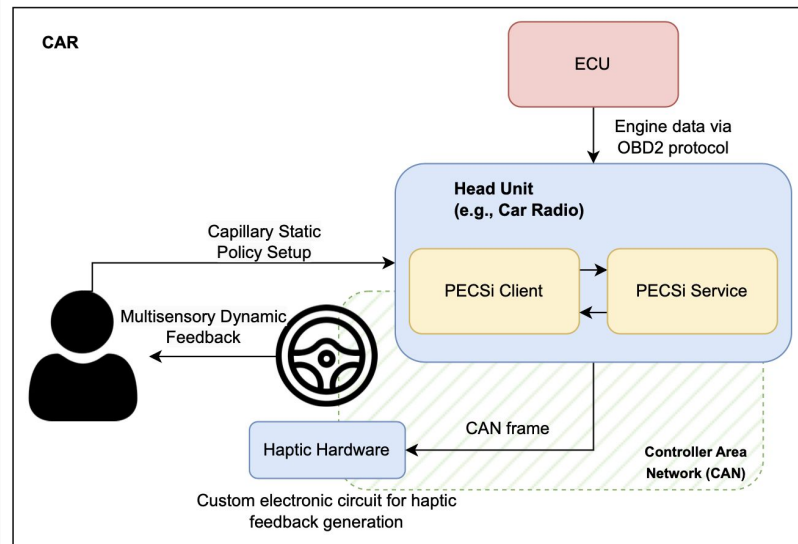 CAR
ECU
Engine data via
OBD2 protocol
Head Unit
(e.g., Car Radio)
Capillary Static
Policy Setup
PECSi Client
PECSi Service
Multisensory Dynamic
Feedback
CAN frame
Haptic Hardware
Controller Area
Network (CAN)
Custom electronic circuit for haptic
feedback generation